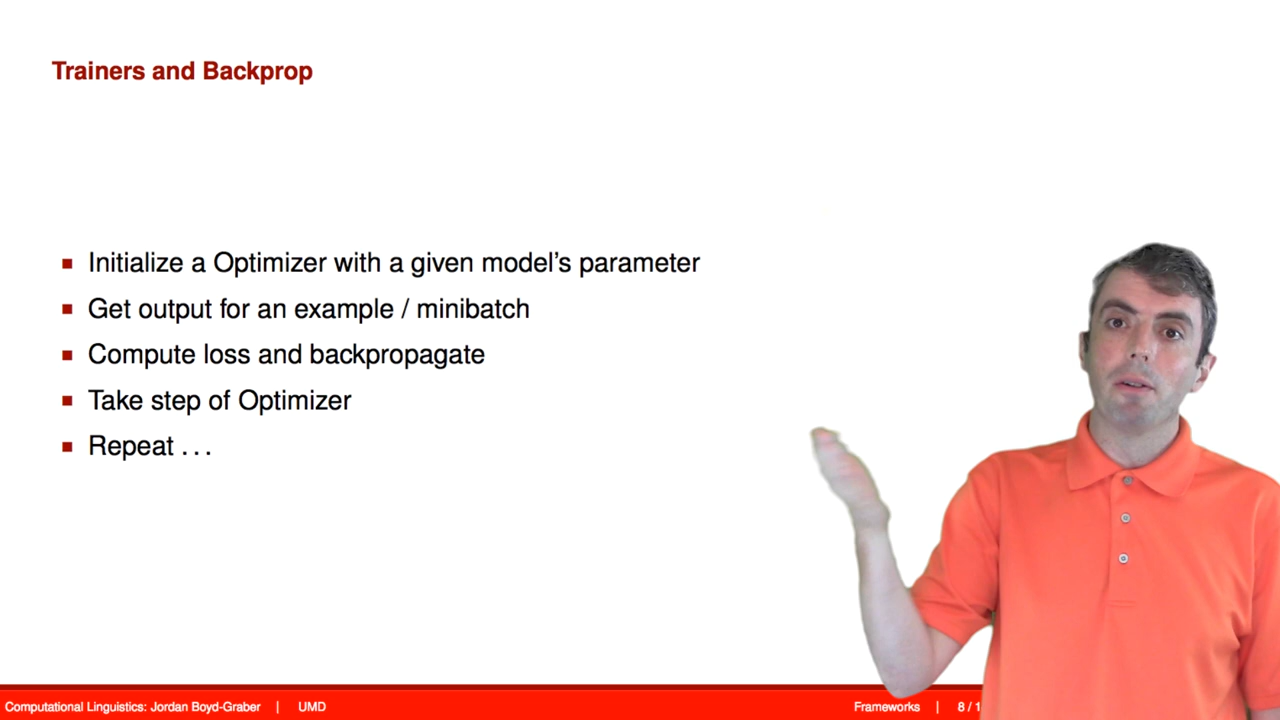 Trainers and Backprop
Initialize a Optimizer with a given model's parameter
Get output for an example / minibatch
Compute loss and backpropagate
Take step of Optimizer
Repeat . . .
Computational Linguistics: Jordan Boyd-Graber | UMD Frameworks | 8 / 1